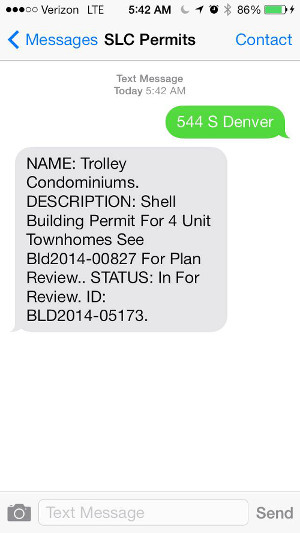 Verizon LTE 5:42 AM 86%
Messages SLC Permits Contact
Text Message
Today 5:42 AM
544 S Denver
NAME: Trolley
Condominiums.
DESCRIPTION: Shell
Building Permit For 4 Unit
Townhomes See
Bld2014-00827 For Plan
Review.. STATUS: In For
Review. ID:
BLD2014-05173.
Text Message Send